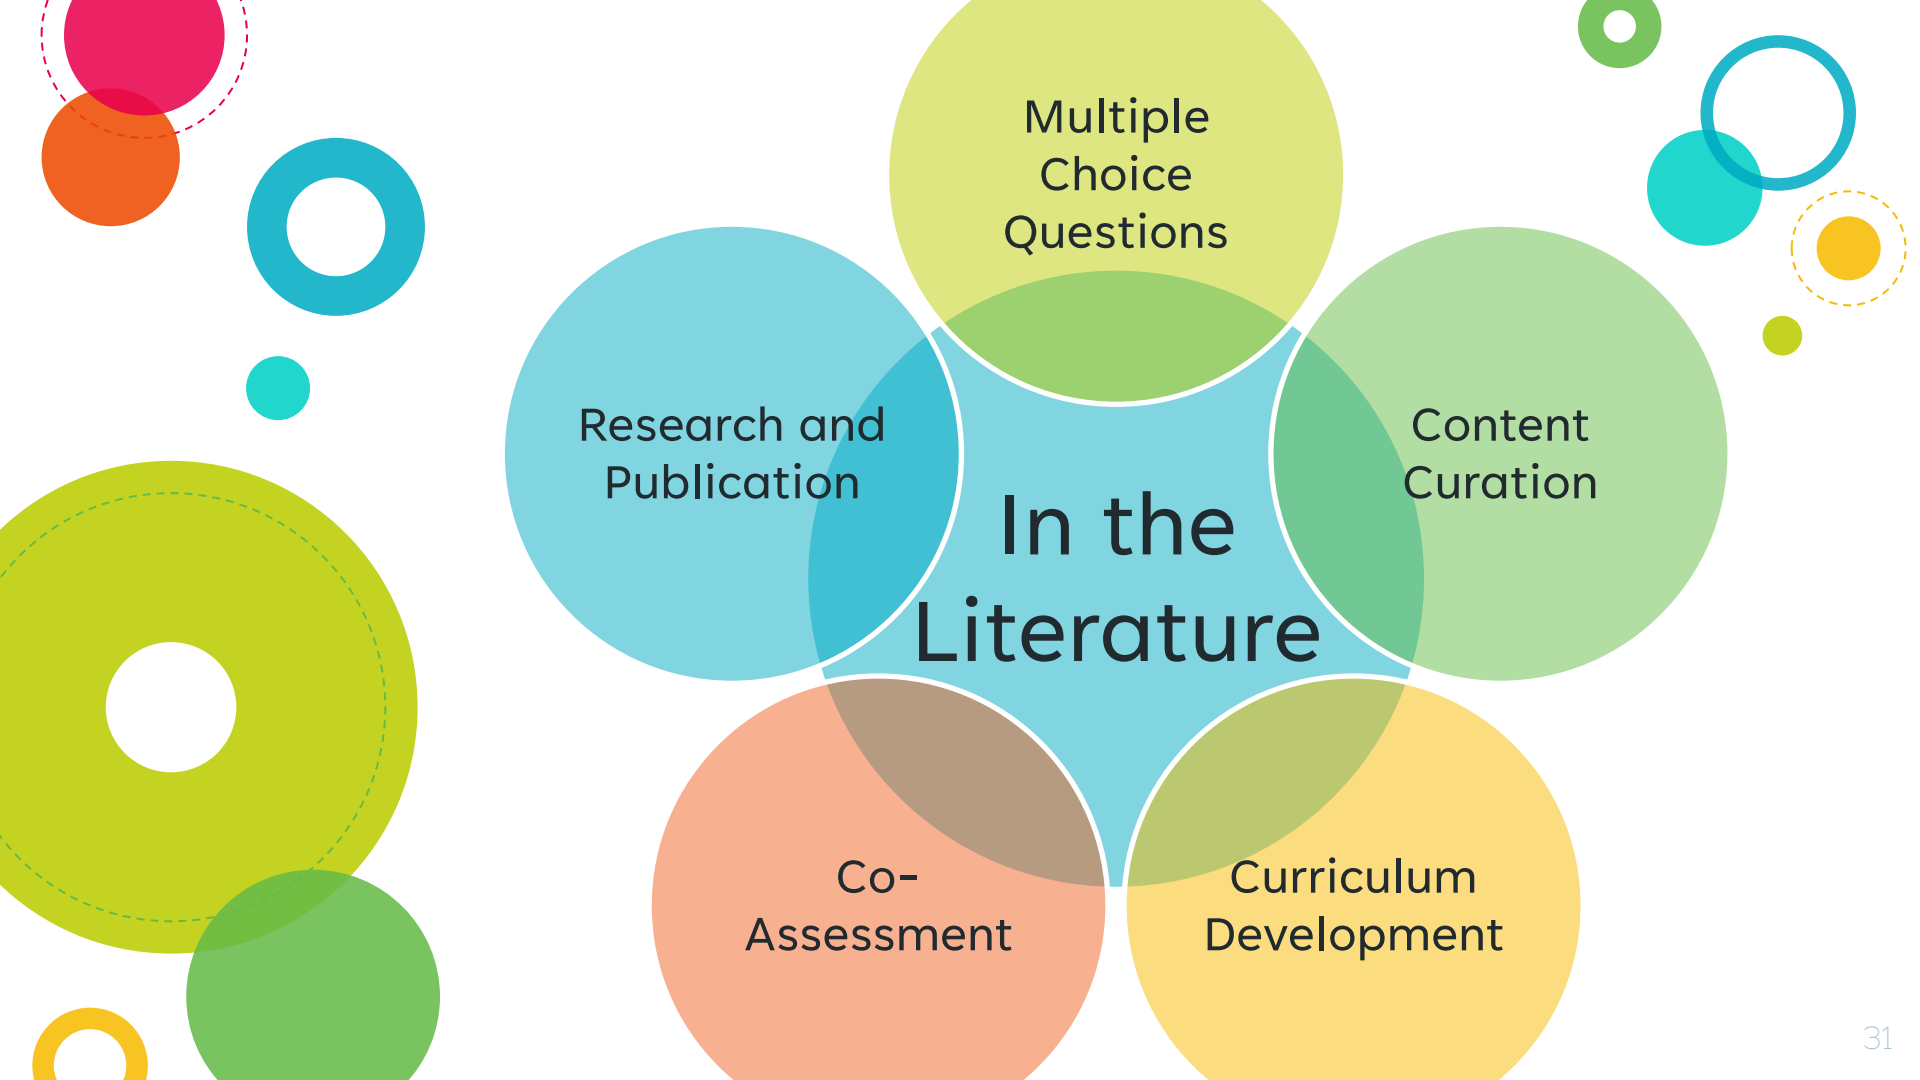 Multiple
Choice
Questions
Research and
Publication
Content
Curation
In the
Literature
Co-
Assessment
Curriculum
Development
31